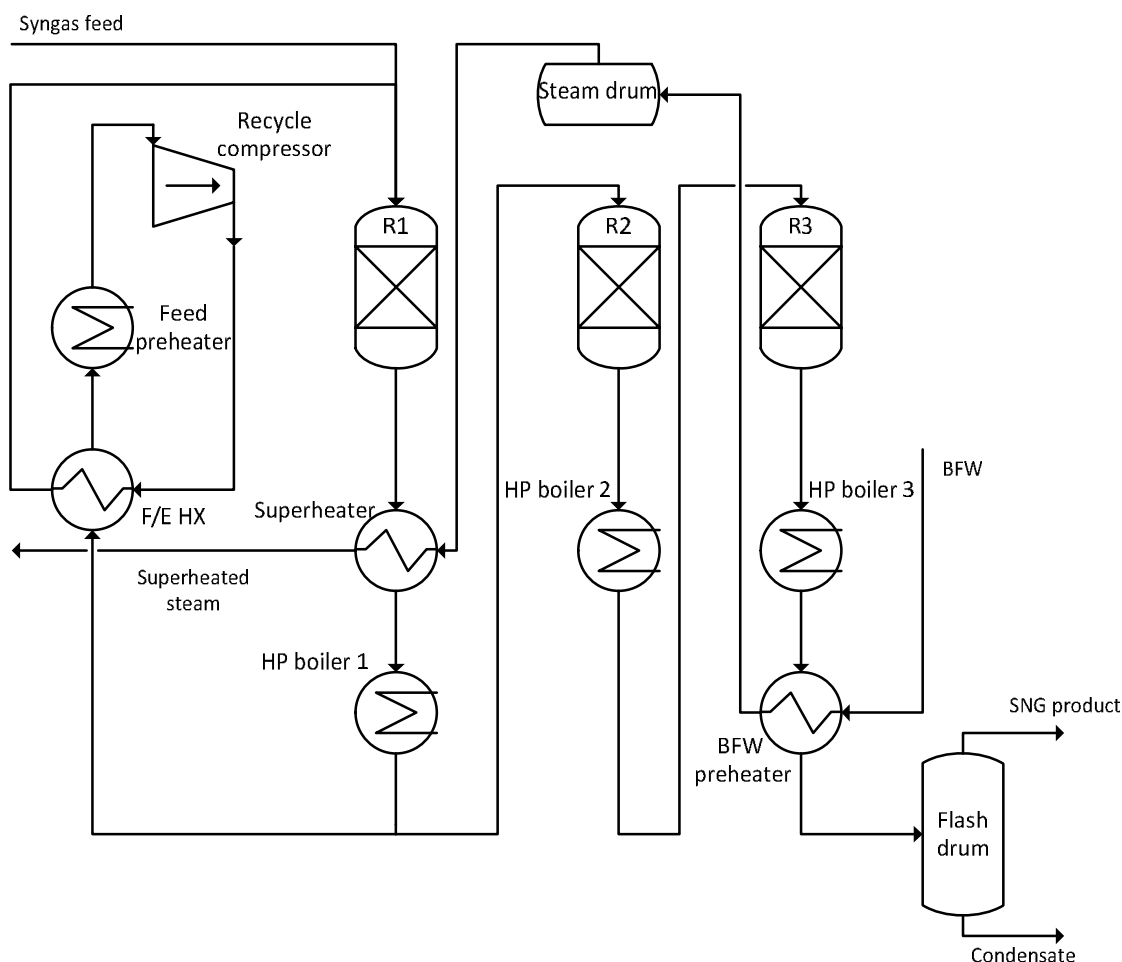 Syngas feed
Steam drum
Recycle
compressor
R1
R2
R3
Feed
preheater
BFW
HP boiler 2
HP boiler 3
Superheater
F/E HX
Superheated
steam
HP boiler 1
SNG product
BFW
preheater
Flash
drum
Condensate